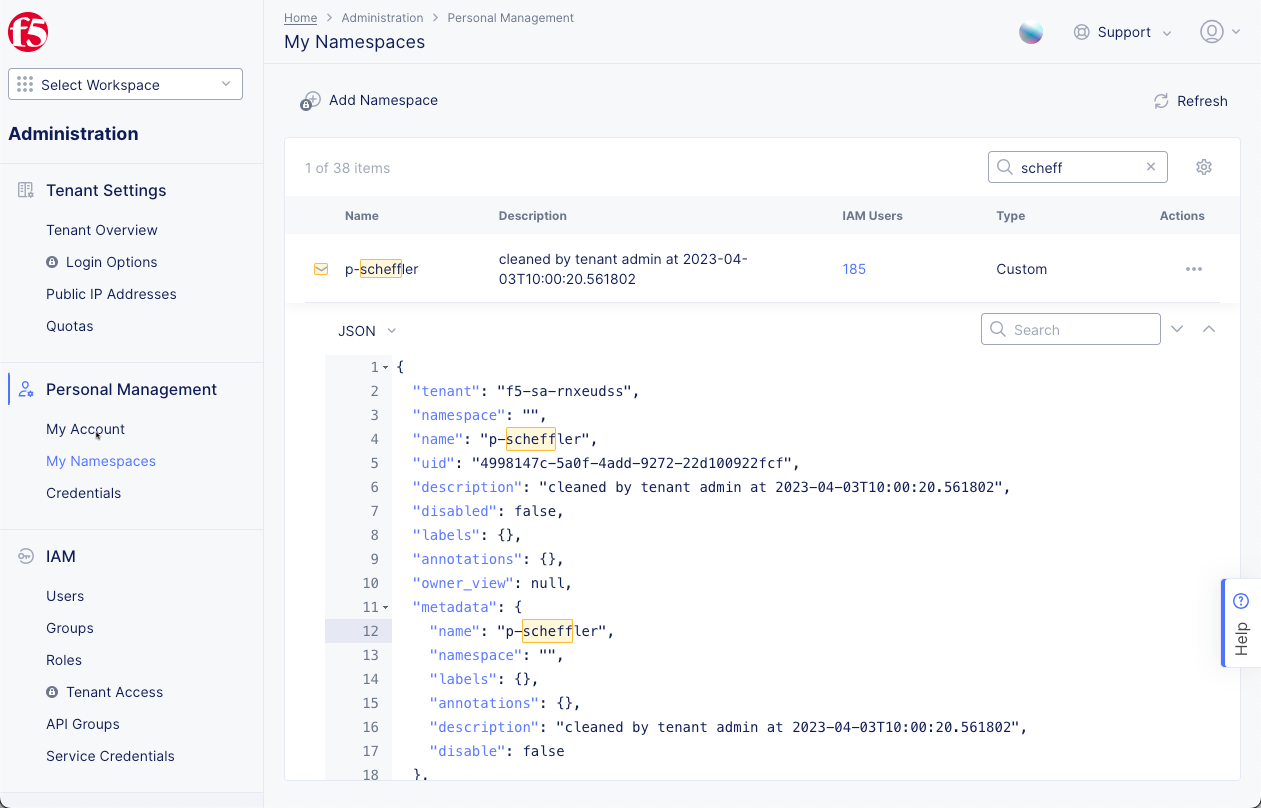 f5
Select Workspace
Administration
Tenant Settings
Tenant Overview
Login Options
Public IP Addresses
Quotas
Personal Management
My Account
My Namespaces
Credentials
IAM
Users
Groups
Roles
Tenant Access
API Groups
Service Credentials
Home > Administration > Personal Management
My Namespaces
Support
Add Namespace
Refresh
1 of 38 items
scheff
Name Description IAM Users Type Actions
p-scheffler cleaned by tenant admin at 2023-04-
03T10:00:20.561802 185 Custom
JSON
Search
1 {
2 "tenant": "f5-sa-rnxeudss",
3 "namespace": "",
4 "name": "p-scheffler",
5 "uid": "4998147c-5a0f-4add-9272-22d100922fcf",
6 "description": "cleaned by tenant admin at 2023-04-03T10:00:20.561802",
7 "disabled": false,
8 "labels": {},
9 "annotations": {},
10 "owner_view": null,
11 "metadata": {
12 "name": "p-scheffler",
13 "namespace": "",
14 "labels": {},
15 "annotations": {},
16 "description": "cleaned by tenant admin at 2023-04-03T10:00:20.561802",
17 "disable": false
18 },
Help